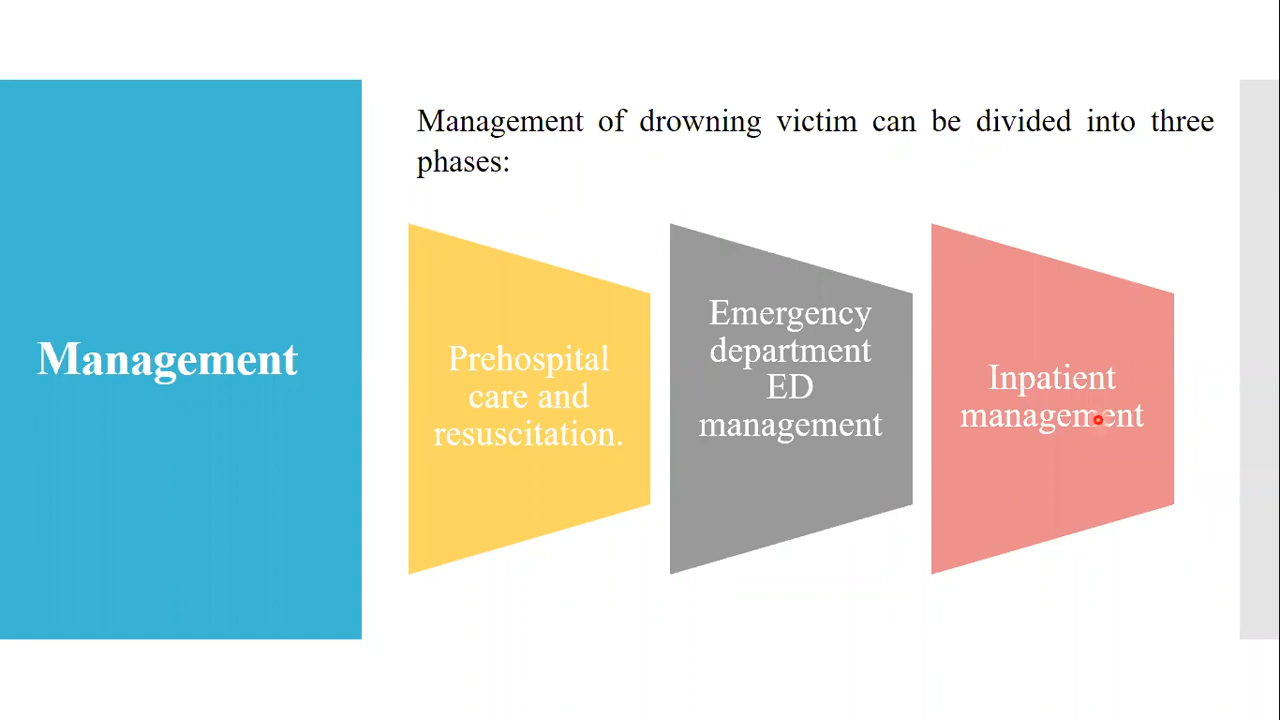 Management of drowning victim can be divided into three
phases:
Management
Prehospital
care and
resuscitation.
Emergency
department
ED
management
Inpatient
management